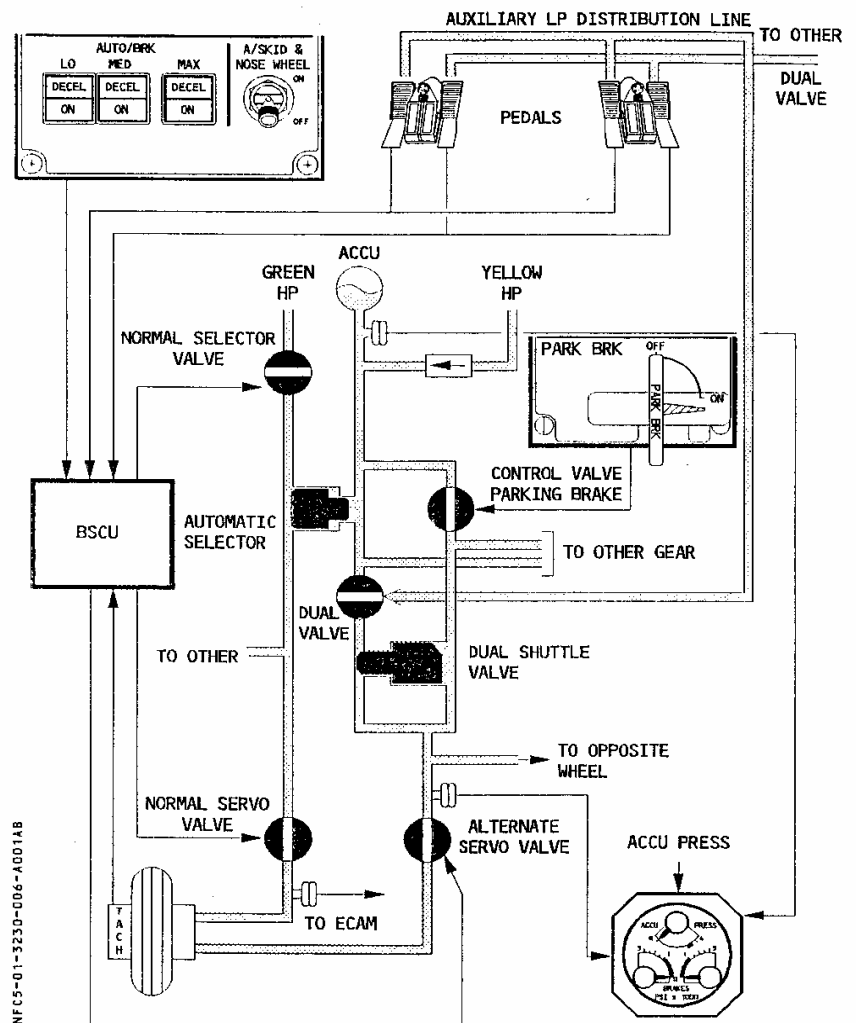 AUXILIARY LP DISTRIBUTION LINE
TO OTHER
DUAL
VALVE
AUTO/BRK
LO MED MAX
A/SKID &
NOSE WHEEL
ON
OFF
DECEL DECEL DECEL
ON ON ON
PEDALS
ACCU
GREEN
HP
YELLOW
HP
NORMAL SELECTOR
VALVE
PARK BRK
OFF
ON
PARK BRK
CONTROL VALVE
PARKING BRAKE
BSCU
AUTOMATIC
SELECTOR
TO OTHER GEAR
DUAL
VALVE
TO OTHER
DUAL SHUTTLE
VALVE
TO OPPOSITE
WHEEL
NORMAL SERVO
VALVE
ALTERNATE
SERVO VALVE
ACCU PRESS
TACH
TO ECAM
ACCU PRESS
BRAKES
PSI x 1000
NFC5-01-3230-006-A001AB